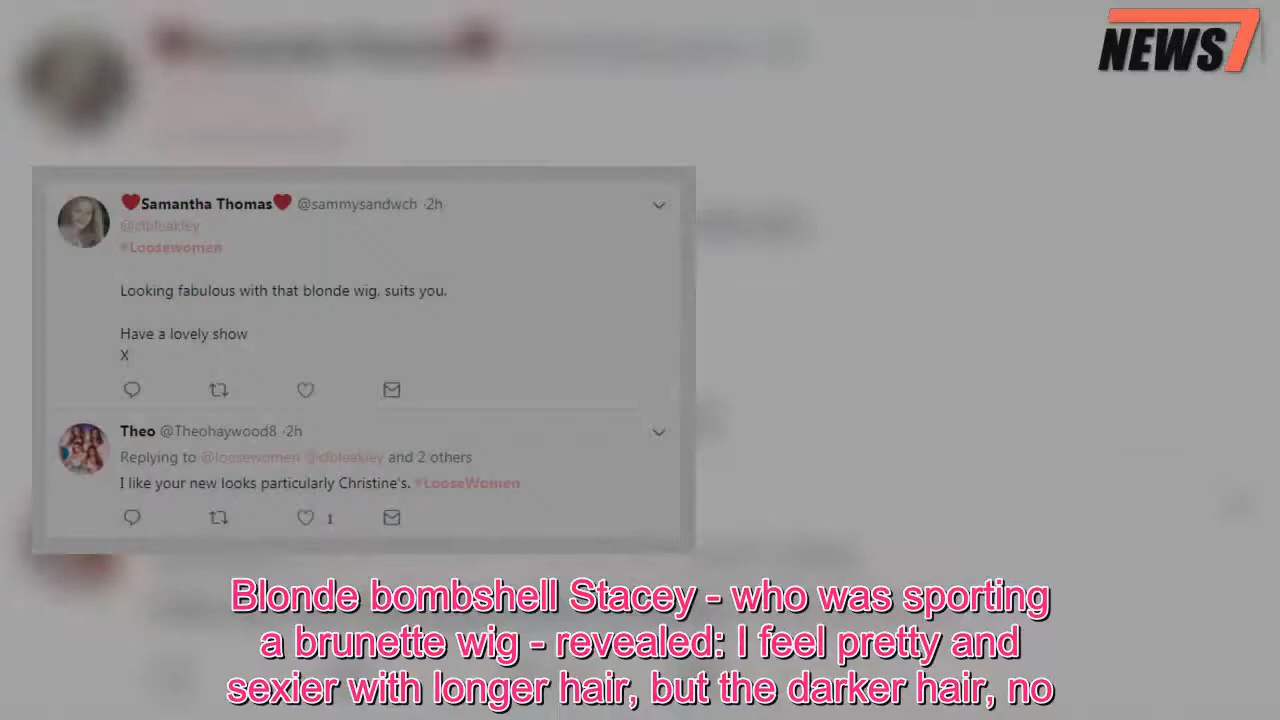 NEWS7
❤Samantha Thomas❤ @sammysandwch ·2h
@clbleakley
#Loosewomen
Looking fabulous with that blonde wig, suits you.
Have a lovely show
X
Theo @Theohaywood8 ·2h
Replying to @loosewomen @clbleakley and 2 others
I like your new looks particularly Christine's. #LooseWomen
1
Blonde bombshell Stacey - who was sporting
a brunette wig - revealed: I feel pretty and
sexier with longer hair, but the darker hair, no